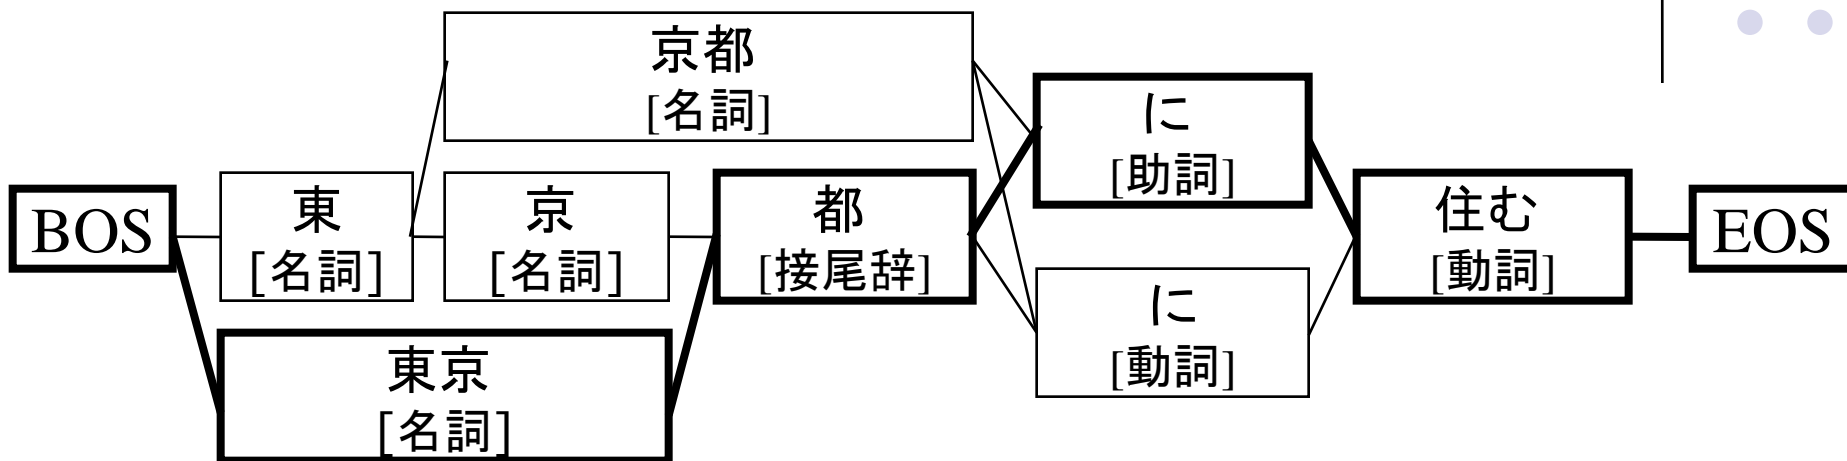 京都
[名詞]
に
[助詞]
BOS
東
[名詞]
京
[名詞]
都
[接尾辞]
住む
[動詞]
EOS
に
[動詞]
東京
[名詞]